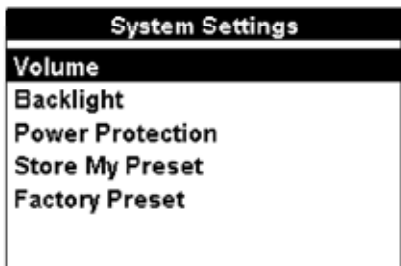 System Settings
Volume
Backlight
Power Protection
Store My Preset
Factory Preset